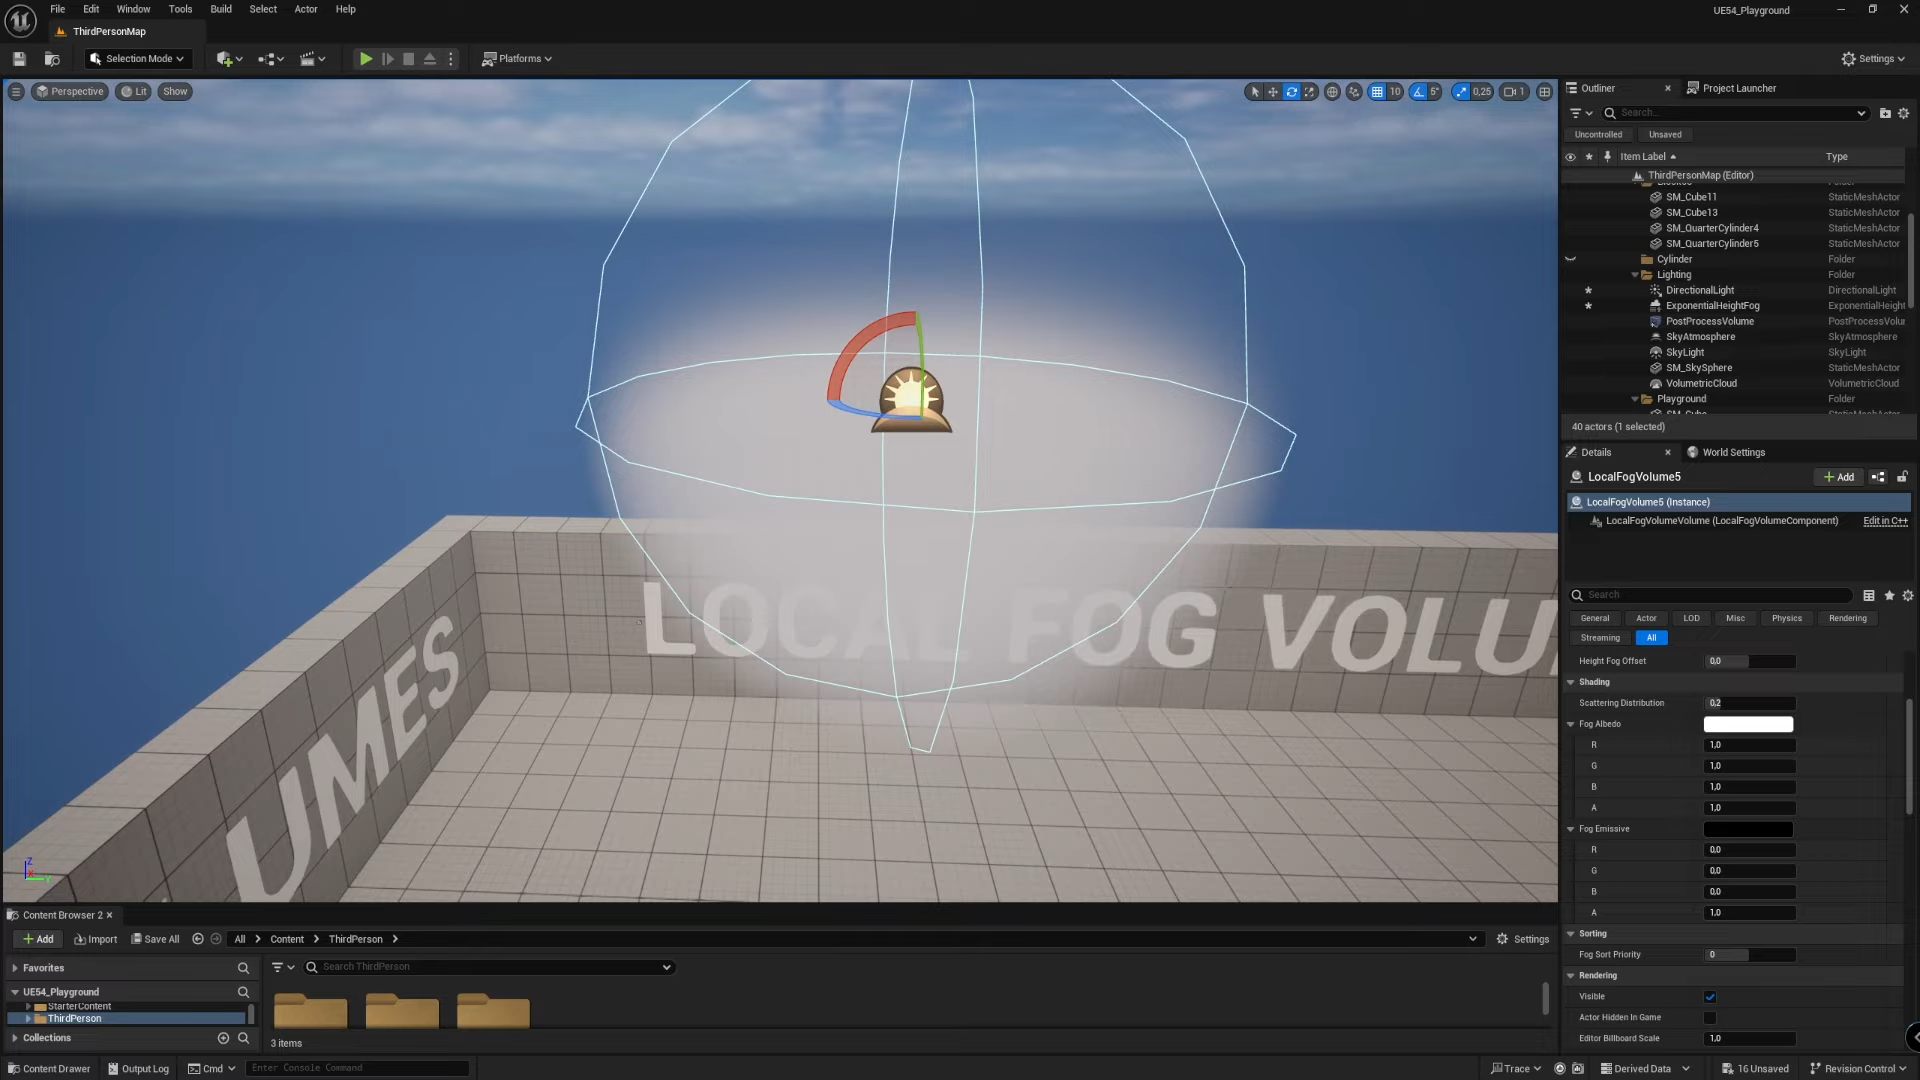 File Edit Window Tools Build Select Actor Help
UE54_Playground
ThirdPersonMap
Selection Mode
Platforms
Settings
Perspective
Lit
Show
10
5°
0,25
1
Outliner
Project Launcher
Search...
Uncontrolled
Unsaved
Item Label
Type
ThirdPersonMap (Editor)
SM_Cube11 StaticMeshActor
SM_Cube13 StaticMeshActor
SM_QuarterCylinder4 StaticMeshActor
SM_QuarterCylinder5 StaticMeshActor
Cylinder Folder
Lighting Folder
DirectionalLight DirectionalLight
ExponentialHeightFog ExponentialHeight
PostProcessVolume PostProcessVolu
SkyAtmosphere SkyAtmosphere
SkyLight SkyLight
SM_SkySphere StaticMeshActor
VolumetricCloud VolumetricCloud
Playground Folder
40 actors (1 selected)
LOCAL FOG VOLU
UMES
Z
Y
Details
World Settings
LocalFogVolume5
Add
LocalFogVolume5 (Instance)
LocalFogVolumeVolume (LocalFogVolumeComponent) Edit in C++
Search
General Actor LOD Misc Physics Rendering
Streaming All
Height Fog Offset 0,0
Shading
Scattering Distribution 0,2
Fog Albedo
R 1,0
G 1,0
B 1,0
A 1,0
Fog Emissive
R 0,0
G 0,0
B 0,0
A 1,0
Sorting
Fog Sort Priority 0
Rendering
Visible
Actor Hidden In Game
Editor Billboard Scale 1,0
Content Browser 2
Add Import Save All All Content ThirdPerson Settings
Favorites
Search ThirdPerson
UE54_Playground
StarterContent
ThirdPerson
Collections
3 items
Content Drawer Output Log Cmd Enter Console Command Trace Derived Data 16 Unsaved Revision Control